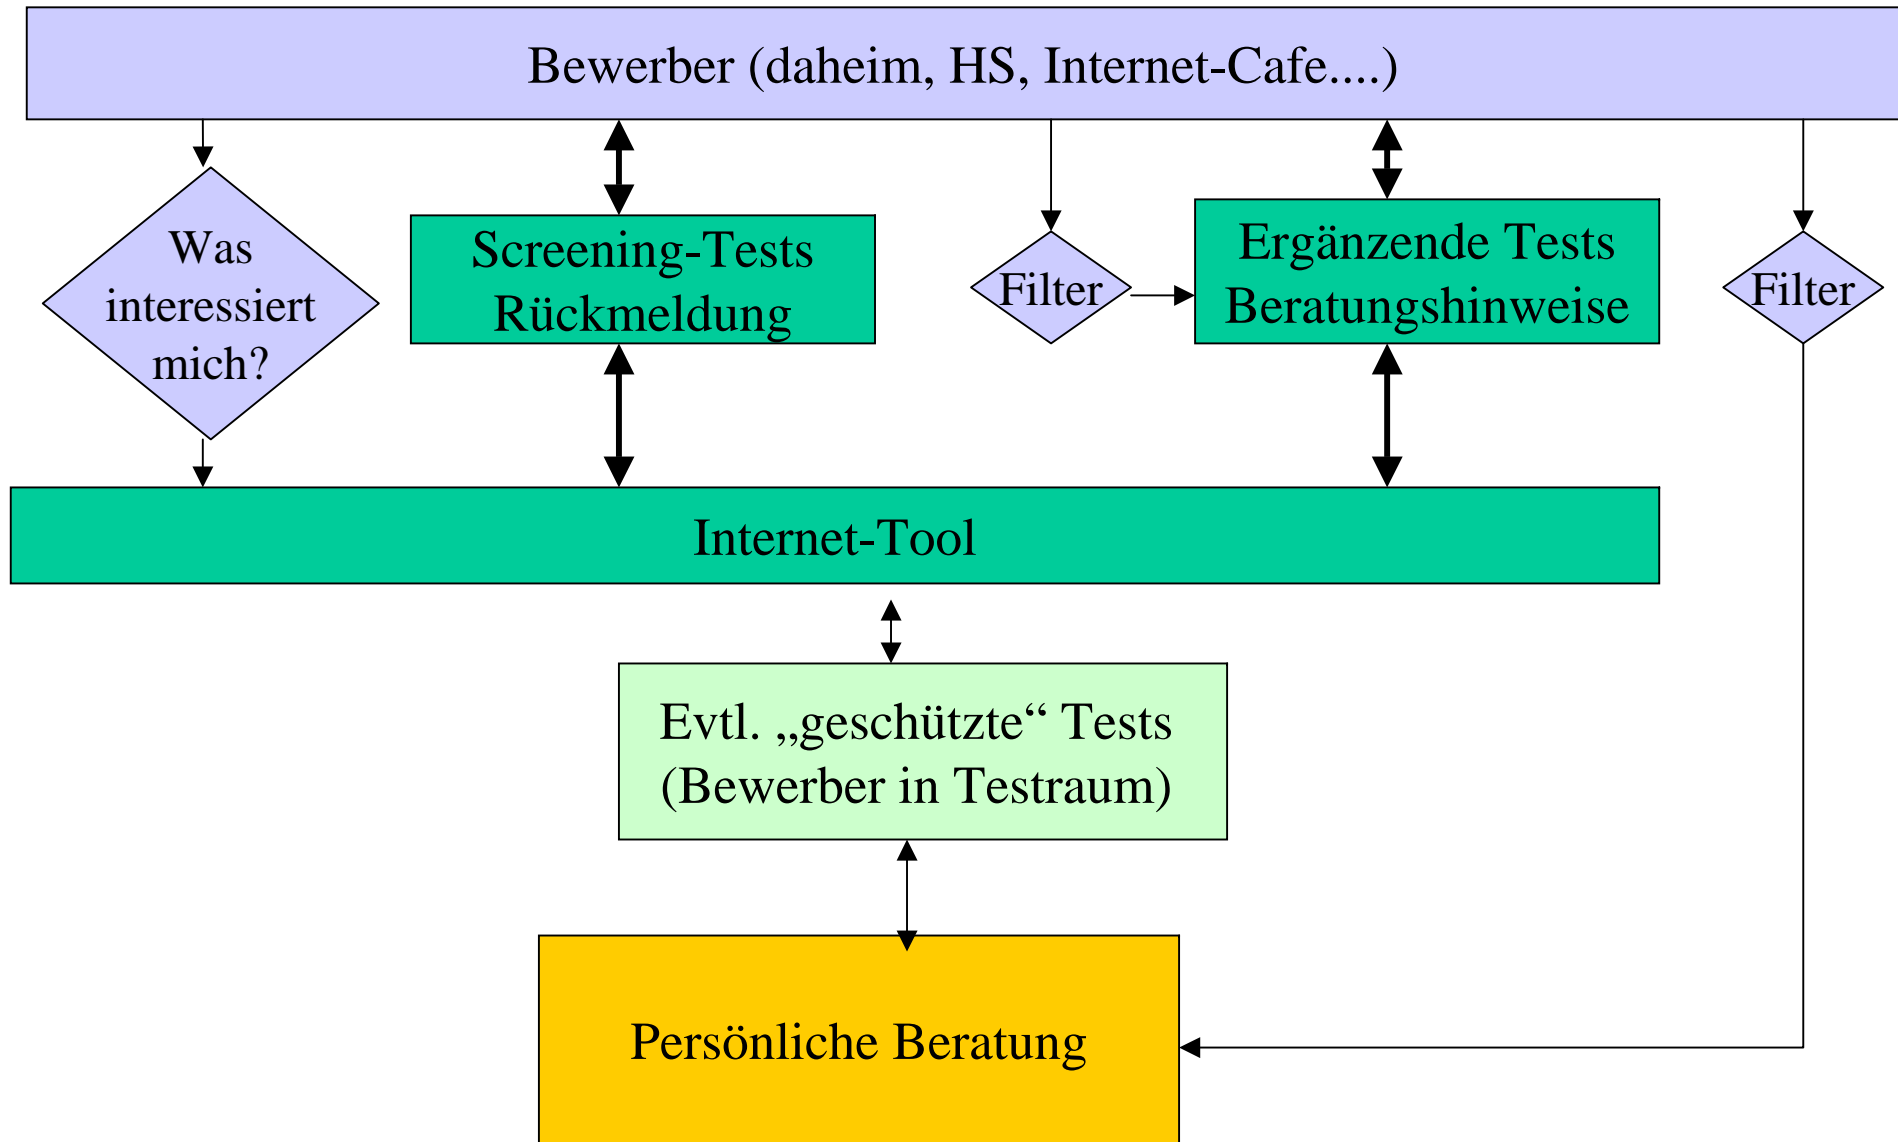 Bewerber (daheim, HS, Internet-Cafe....)
Was
interessiert
mich?
Screening-Tests
Rückmeldung
Filter
Ergänzende Tests
Beratungshinweise
Filter
Internet-Tool
Evtl. „geschützte“ Tests
(Bewerber in Testraum)
Persönliche Beratung